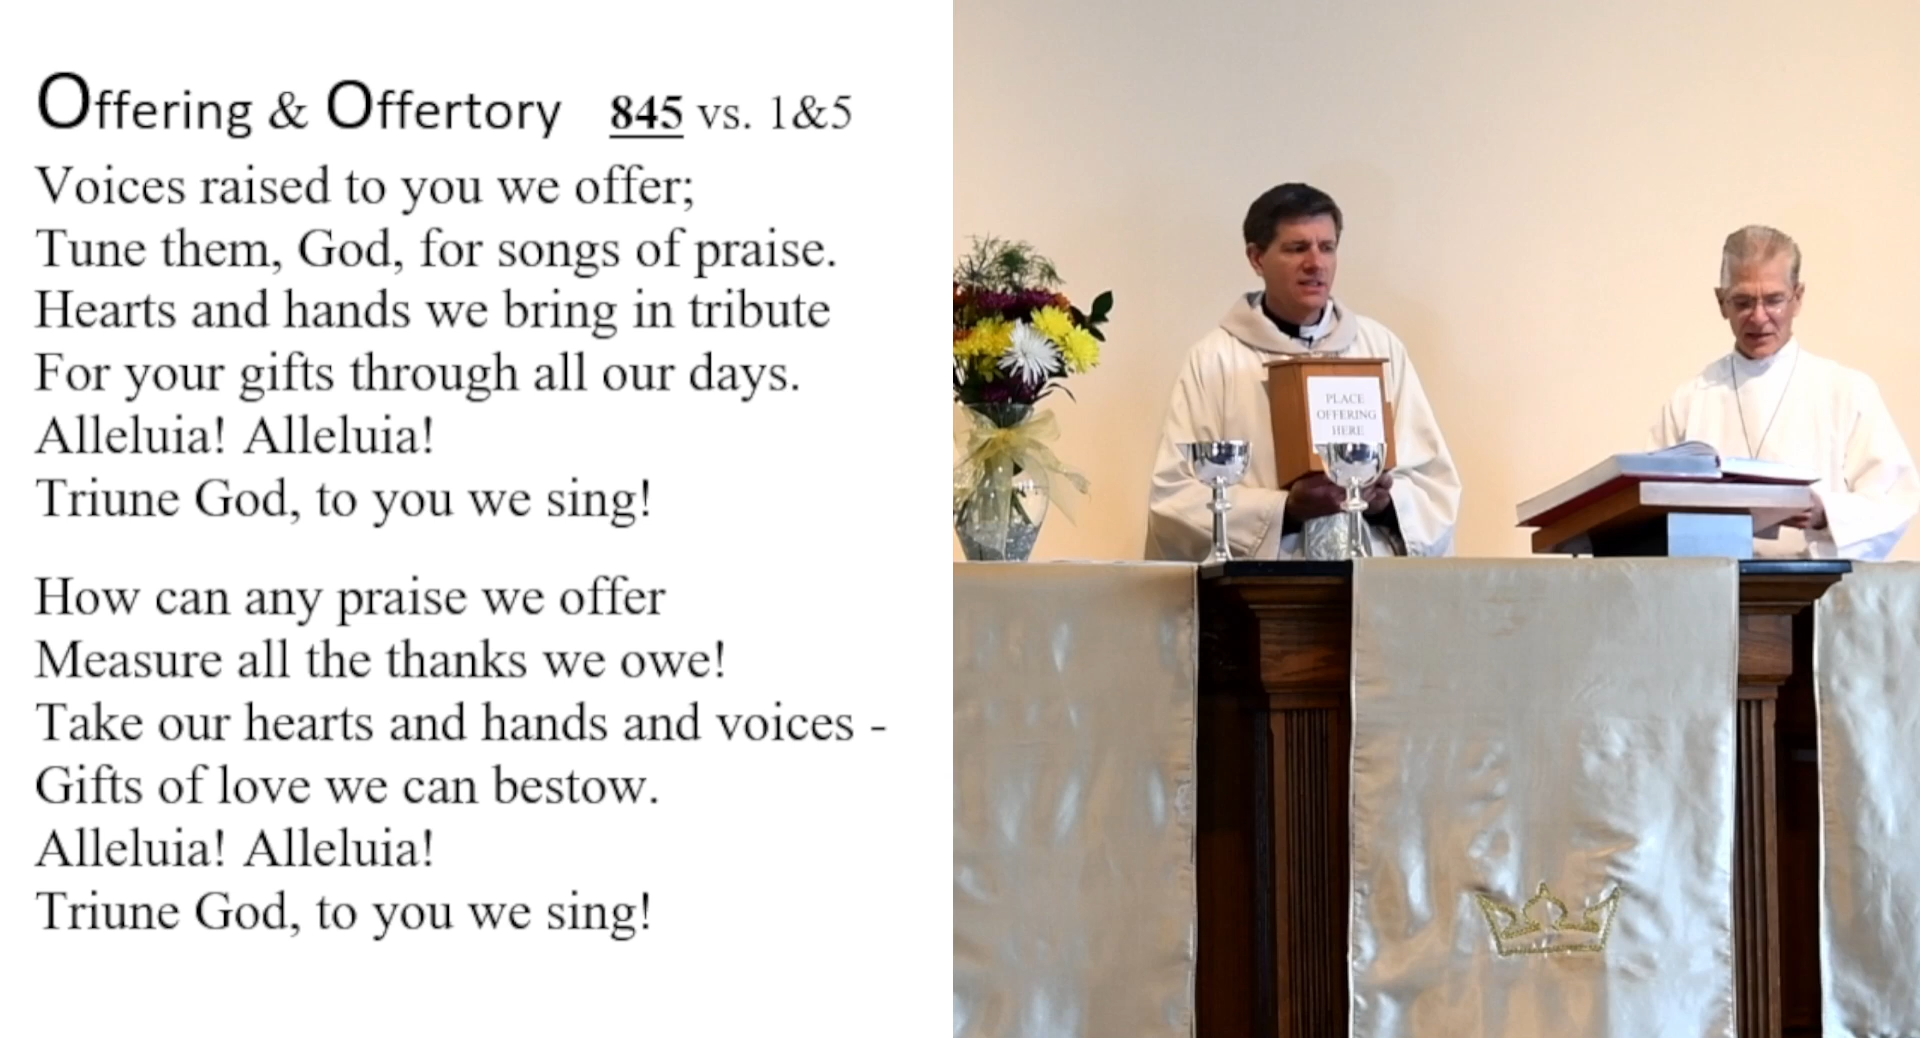 Offering & Offertory 845 vs. 1&5
Voices raised to you we offer;
Tune them, God, for songs of praise.
Hearts and hands we bring in tribute
For your gifts through all our days.
Alleluia! Alleluia!
Triune God, to you we sing!
How can any praise we offer
Measure all the thanks we owe!
Take our hearts and hands and voices -
Gifts of love we can bestow.
Alleluia! Alleluia!
Triune God, to you we sing!
PLACE
OFFERING
HERE